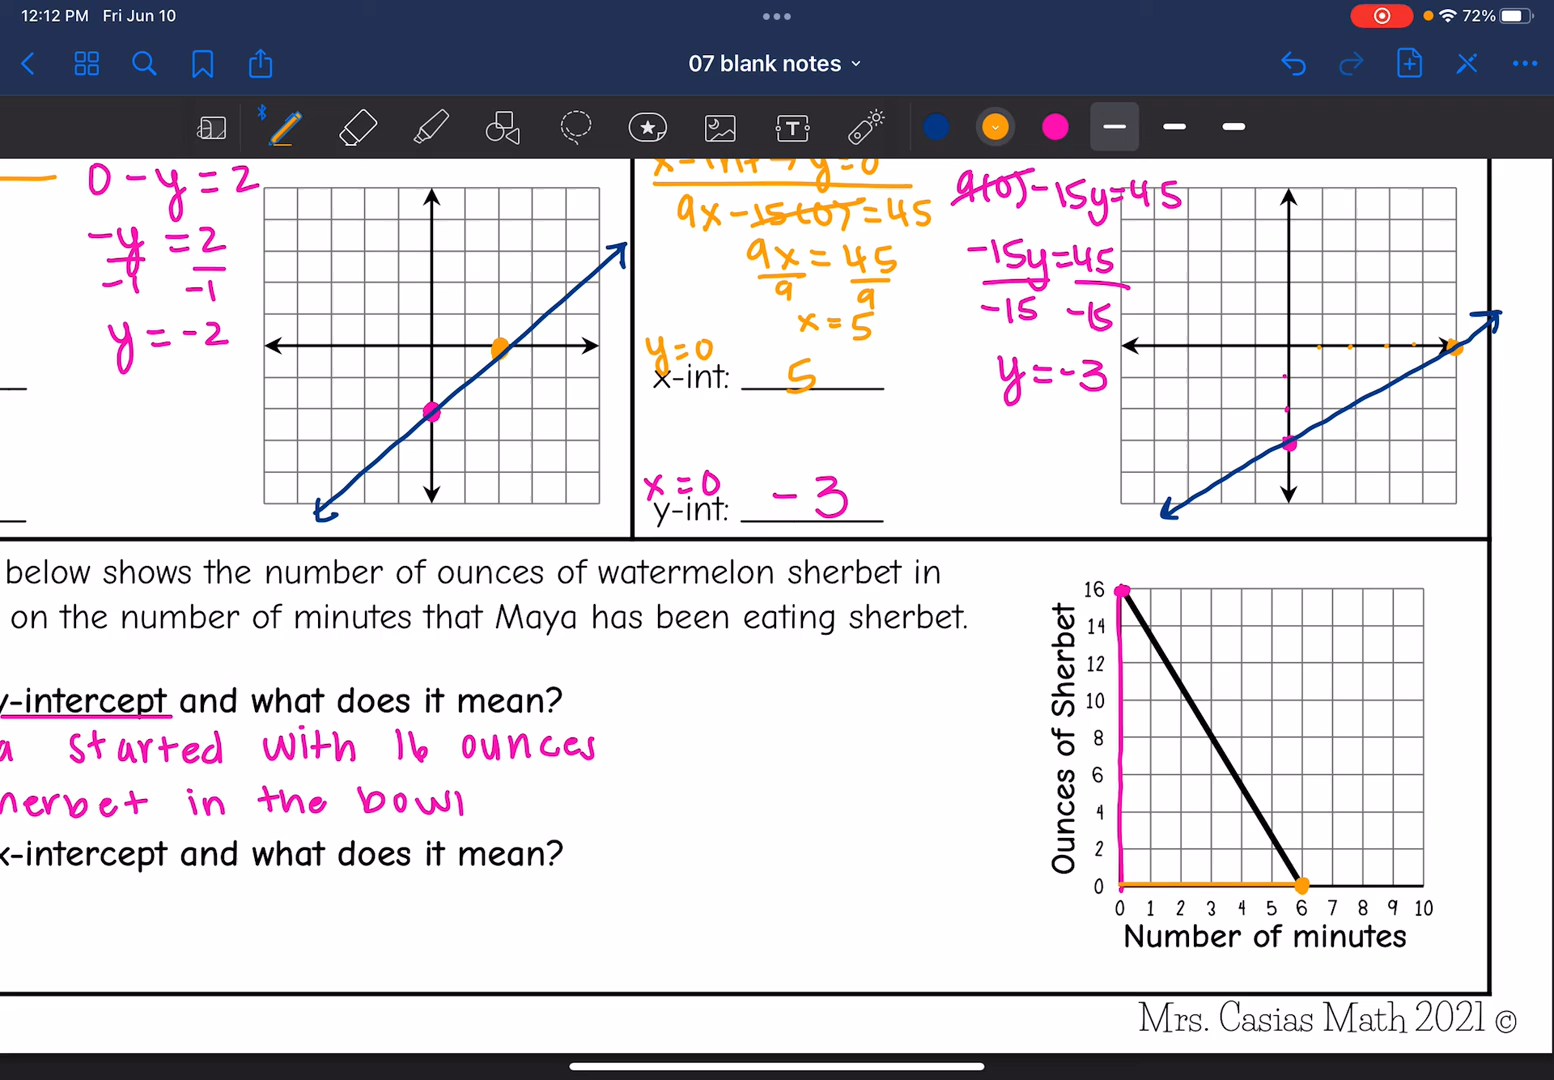 12:12 PM Fri Jun 10
72%
07 blank notes
T
0 - y = 2
-y = 2
-1 -1
y = -2
x-int → y=0
9x - 15(0) = 45
9x = 45
9 9
x = 5
y = 0
x-int: 5
x = 0
y-int: -3
9(0) - 15y = 45
-15y = 45
-15 -15
y = -3
below shows the number of ounces of watermelon sherbet in
on the number of minutes that Maya has been eating sherbet.
y-intercept and what does it mean?
a started with 16 ounces
herbet in the bowl
x-intercept and what does it mean?
Ounces of Sherbet
16
14
12
10
8
6
4
2
0
0 1 2 3 4 5 6 7 8 9 10
Number of minutes
Mrs. Casias Math 2021 ©